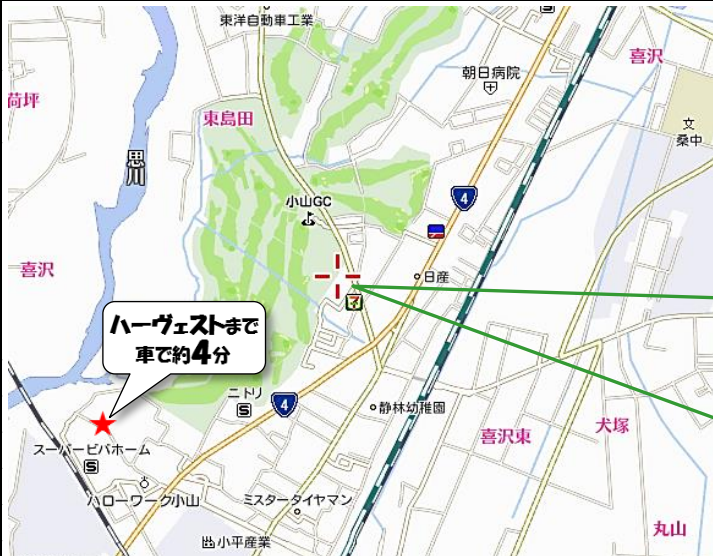 東洋自動車工業
喜沢
朝日病院
荷坪
東島田
文
桑中
思川
4
小山GC
喜沢
日産
7
ハーヴェストまで
車で約4分
ニトリ
S
4
静林幼稚園
犬塚
喜沢東
スーパービバホーム
S
ハローワーク小山
ミスタータイヤマン
丸山
小平産業